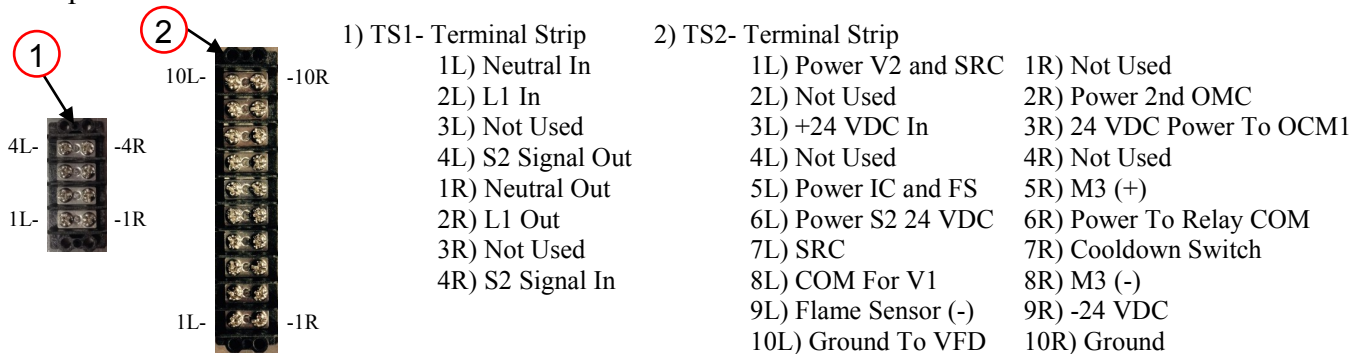 1
2
10L-
-10R
4L-
-4R
1L-
-1R
1L-
-1R
1) TS1- Terminal Strip
1L) Neutral In
2L) L1 In
3L) Not Used
4L) S2 Signal Out
1R) Neutral Out
2R) L1 Out
3R) Not Used
4R) S2 Signal In
2) TS2- Terminal Strip
1L) Power V2 and SRC
2L) Not Used
3L) +24 VDC In
4L) Not Used
5L) Power IC and FS
6L) Power S2 24 VDC
7L) SRC
8L) COM For V1
9L) Flame Sensor (-)
10L) Ground To VFD
1R) Not Used
2R) Power 2nd OMC
3R) 24 VDC Power To OCM1
4R) Not Used
5R) M3 (+)
6R) Power To Relay COM
7R) Cooldown Switch
8R) M3 (-)
9R) -24 VDC
10R) Ground